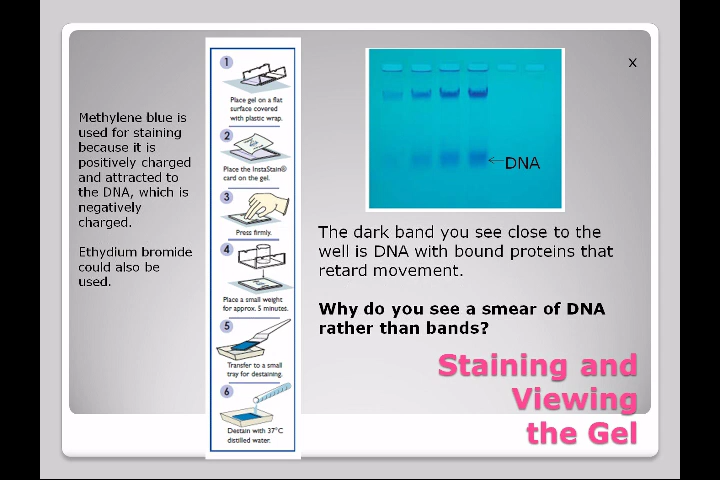 x
Methylene blue is
used for staining
because it is
positively charged
and attracted to
the DNA, which is
negatively
charged.
Ethydium bromide
could also be
used.
1
Place gel on a flat
surface covered
with plastic wrap.
2
Place the InstaStain®
card on the gel.
3
Press firmly.
4
Place a small weight
for approx. 5 minutes.
5
Transfer to a small
tray for destaining.
6
Destain with 37°C
distilled water.
DNA
The dark band you see close to the
well is DNA with bound proteins that
retard movement.
Why do you see a smear of DNA
rather than bands?
Staining and
Viewing
the Gel